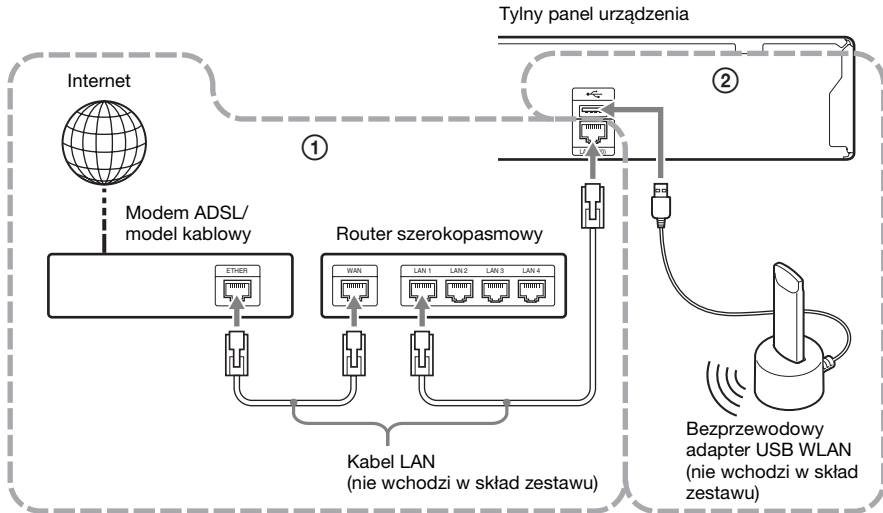 Tylny panel urządzenia
Internet
②
①
Modem ADSL/
model kablowy
Router szerokopasmowy
ETHER
WAN
LAN 1
LAN 2
LAN 3
LAN 4
Bezprzewodowy
adapter USB WLAN
(nie wchodzi w skład
zestawu)
Kabel LAN
(nie wchodzi w skład zestawu)